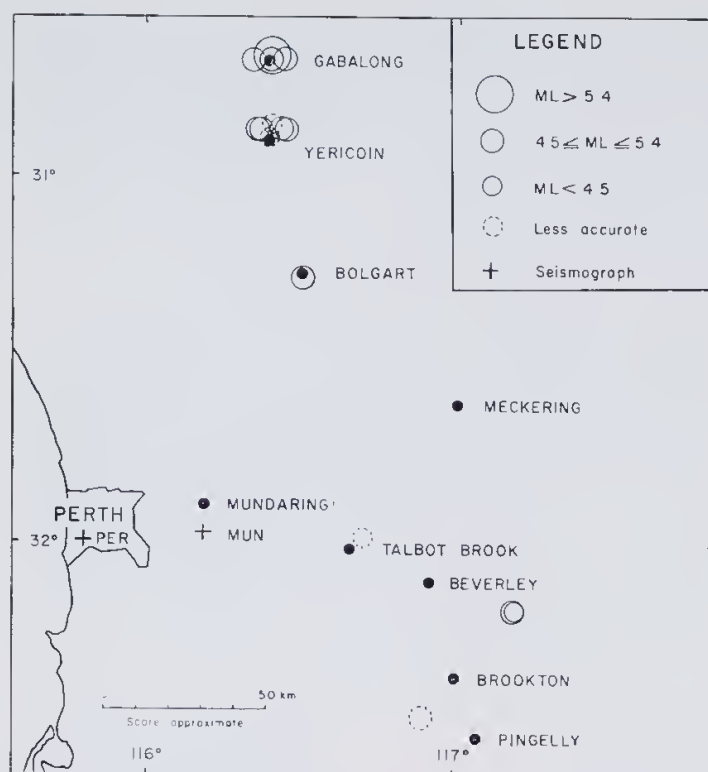 LEGEND
GABALONG
ML > 5 4
4 5 ≦ ML ≦ 5 4
YERICOIN
31°
ML < 4 5
Less accurate
BOLGART
Seismograph
MECKERING
MUNDARING
PERTH
PER
MUN
32°
TALBOT BROOK
BEVERLEY
50 km
BROOKTON
Score approximate
116°
117°
PINGELLY